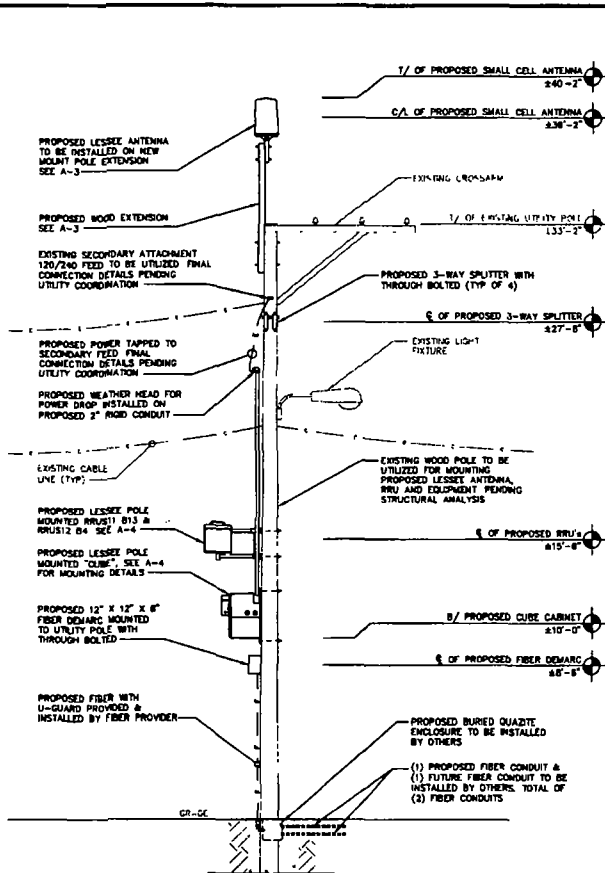 T/ OF PROPOSED SMALL CELL ANTENNA
±40'-2"
C/L OF PROPOSED SMALL CELL ANTENNA
±38'-2"
PROPOSED LESSEE ANTENNA
TO BE INSTALLED ON NEW
MOUNT POLE EXTENSION
SEE A-3
EXISTING CROSSARM
PROPOSED WOOD EXTENSION
SEE A-3
T/ OF EXISTING UTILITY POLE
±33'-2"
EXISTING SECONDARY ATTACHMENT
120/240 FEED TO BE UTILIZED FINAL
CONNECTION DETAILS PENDING
UTILITY COORDINATION
PROPOSED 3-WAY SPLITTER WITH
THROUGH BOLTED (TYP OF 4)
℄ OF PROPOSED 3-WAY SPLITTER
±27'-8"
PROPOSED POWER TAPPED TO
SECONDARY FEED FINAL
CONNECTION DETAILS PENDING
UTILITY COORDINATION
EXISTING LIGHT
FIXTURE
PROPOSED WEATHER HEAD FOR
POWER DROP INSTALLED ON
PROPOSED 2" RIGID CONDUIT
EXISTING CABLE
LINE (TYP)
EXISTING WOOD POLE TO BE
UTILIZED FOR MOUNTING
PROPOSED LESSEE ANTENNA,
RRU AND EQUIPMENT PENDING
STRUCTURAL ANALYSIS
PROPOSED LESSEE POLE
MOUNTED RRUS11 B13 &
RRUS12 B4 SEE A-4
℄ OF PROPOSED RRU's
±15'-6"
PROPOSED LESSEE POLE
MOUNTED "CUBE", SEE A-4
FOR MOUNTING DETAILS
B/ PROPOSED CUBE CABINET
±10'-0"
PROPOSED 12" X 12" X 6"
FIBER DEMARC MOUNTED
TO UTILITY POLE WITH
THROUGH BOLTED
℄ OF PROPOSED FIBER DEMARC
±8'-6"
PROPOSED FIBER WITH
U-GUARD PROVIDED &
INSTALLED BY FIBER PROVIDER
PROPOSED BURIED QUAZITE
ENCLOSURE TO BE INSTALLED
BY OTHERS
(1) PROPOSED FIBER CONDUIT &
(1) FUTURE FIBER CONDUIT TO BE
INSTALLED BY OTHERS. TOTAL OF
(2) FIBER CONDUITS
GRADE